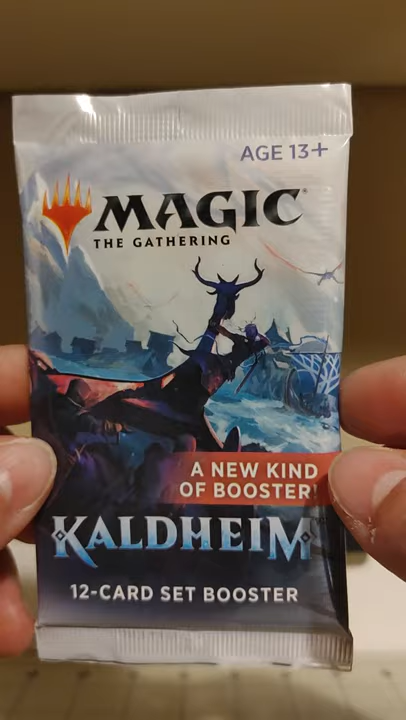 AGE 13+
MAGIC
THE GATHERING
A NEW KIND
OF BOOSTER!
KALDHEIM
12-CARD SET BOOSTER